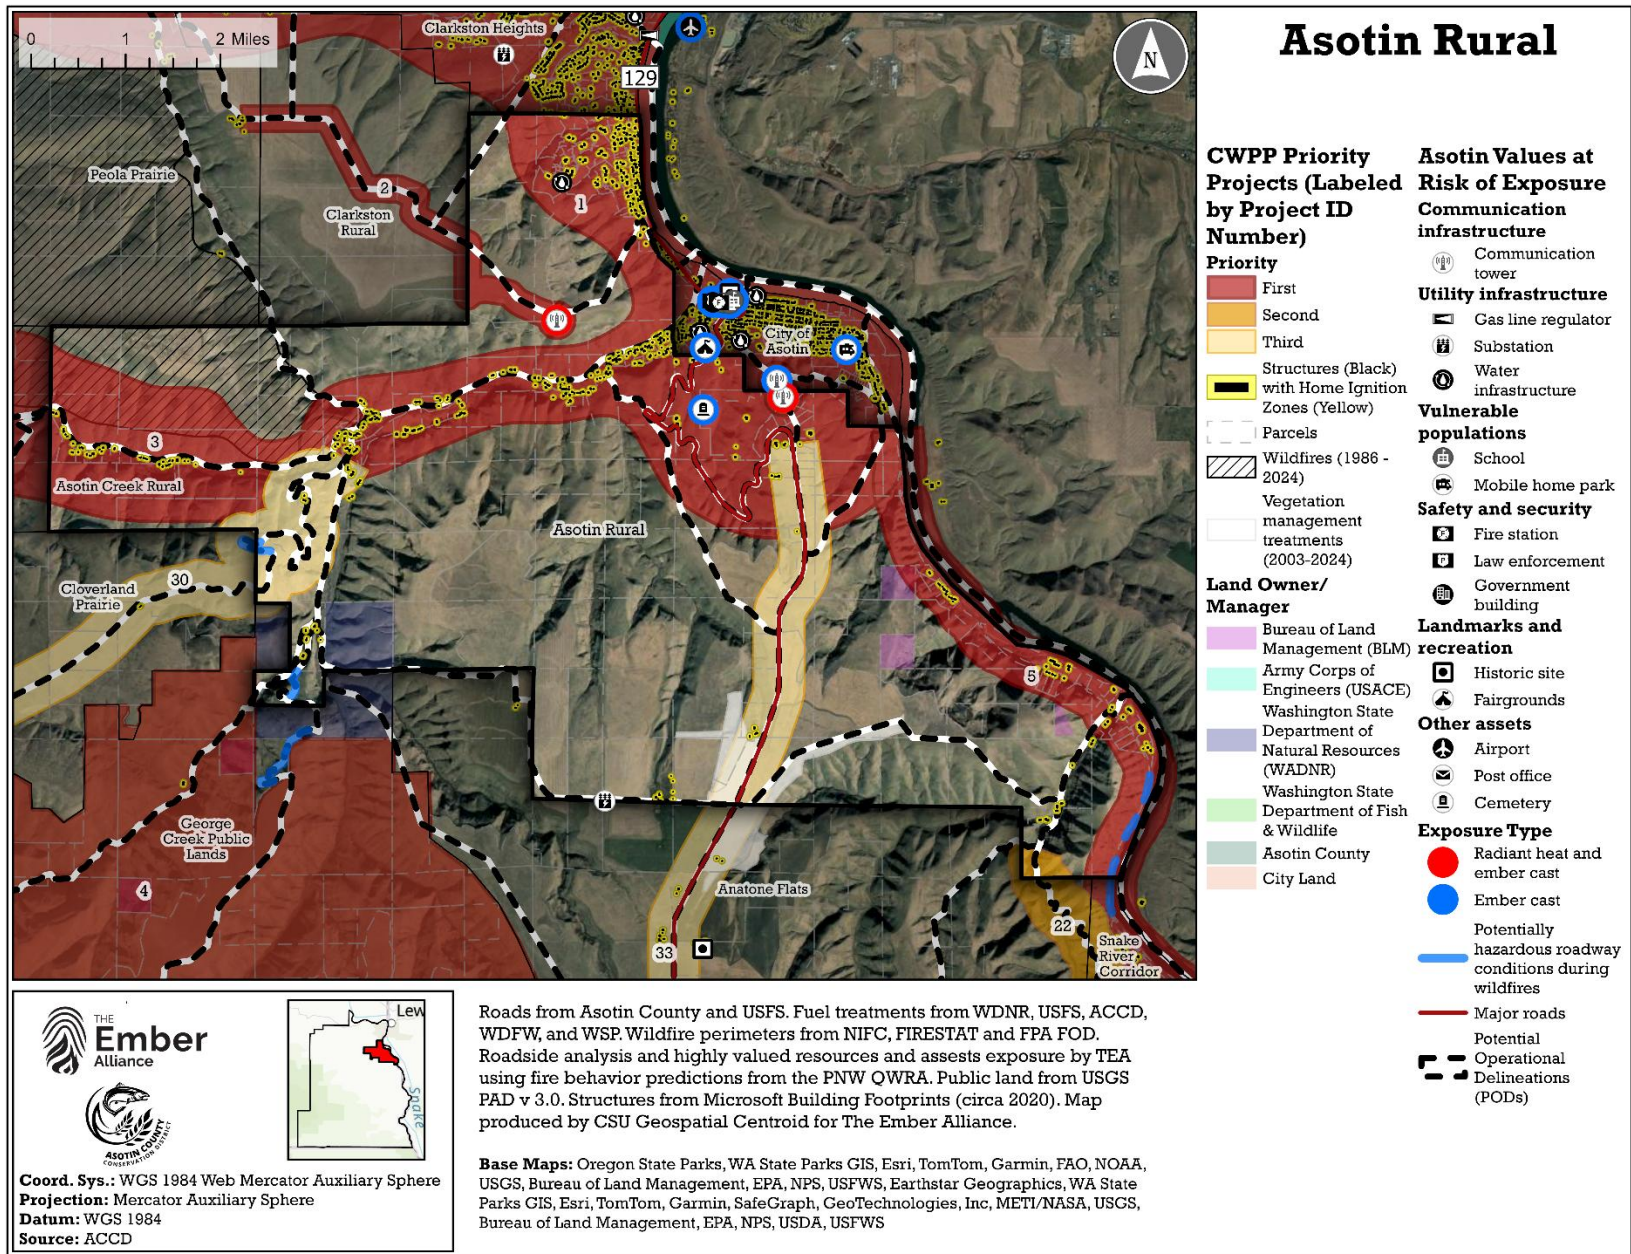 Asotin Rural
0 1 2 Miles
Clarkston Heights
129
N
Peola Prairie
2
Clarkston
Rural
1
City of
Asotin
3
Asotin Creek Rural
Asotin Rural
30
Cloverland
Prairie
5
George
Creek Public
Lands
4
Anatone Flats
33
22
Snake
River
Corridor
CWPP Priority
Projects (Labeled
by Project ID
Number)
Priority
First
Second
Third
Structures (Black)
with Home Ignition
Zones (Yellow)
Parcels
Wildfires (1986 -
2024)
Vegetation
management
treatments
(2003-2024)
Land Owner/
Manager
Bureau of Land
Management (BLM)
Army Corps of
Engineers (USACE)
Washington State
Department of
Natural Resources
(WADNR)
Washington State
Department of Fish
& Wildlife
Asotin County
City Land
Asotin Values at
Risk of Exposure
Communication
infrastructure
Communication
tower
Utility infrastructure
Gas line regulator
Substation
Water
infrastructure
Vulnerable
populations
School
Mobile home park
Safety and security
Fire station
Law enforcement
Government
building
Landmarks and
recreation
Historic site
Fairgrounds
Other assets
Airport
Post office
Cemetery
Exposure Type
Radiant heat and
ember cast
Ember cast
Potentially
hazardous roadway
conditions during
wildfires
Major roads
Potential
Operational
Delineations
(PODs)
THE
Ember
Alliance
ASOTIN COUNTY
CONSERVATION DISTRICT
Lew
Snake
Coord. Sys.: WGS 1984 Web Mercator Auxiliary Sphere
Projection: Mercator Auxiliary Sphere
Datum: WGS 1984
Source: ACCD
Roads from Asotin County and USFS. Fuel treatments from WDNR, USFS, ACCD,
WDFW, and WSP. Wildfire perimeters from NIFC, FIRESTAT and FPA FOD.
Roadside analysis and highly valued resources and assests exposure by TEA
using fire behavior predictions from the PNW QWRA. Public land from USGS
PAD v 3.0. Structures from Microsoft Building Footprints (circa 2020). Map
produced by CSU Geospatial Centroid for The Ember Alliance.
Base Maps: Oregon State Parks, WA State Parks GIS, Esri, TomTom, Garmin, FAO, NOAA,
USGS, Bureau of Land Management, EPA, NPS, USFWS, Earthstar Geographics, WA State
Parks GIS, Esri, TomTom, Garmin, SafeGraph, GeoTechnologies, Inc, METI/NASA, USGS,
Bureau of Land Management, EPA, NPS, USDA, USFWS